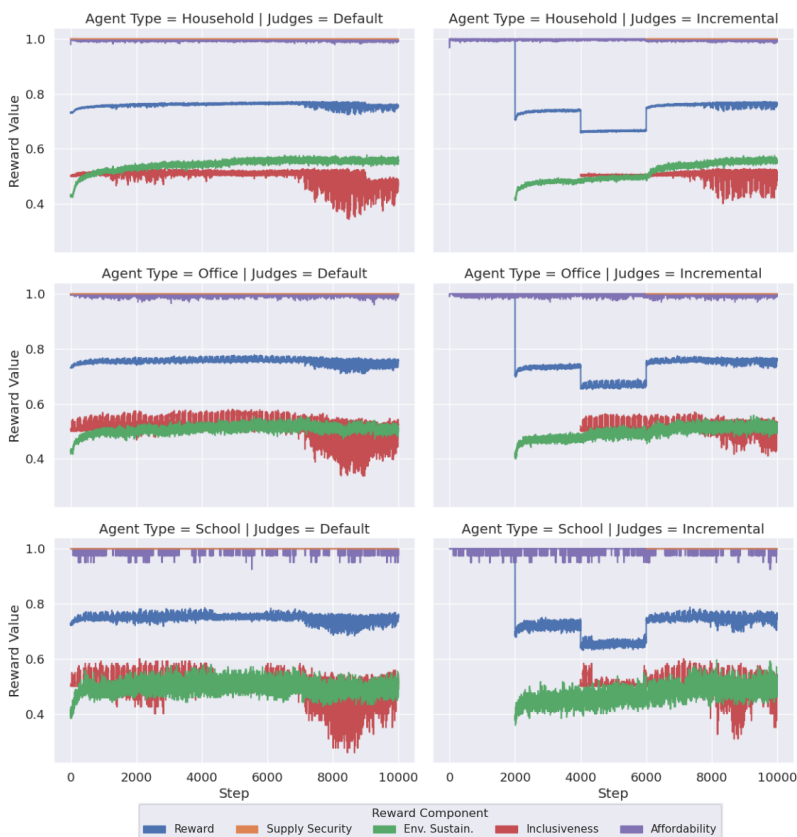 Agent Type = Household | Judges = Default
Agent Type = Household | Judges = Incremental
1.0
0.8
0.6
0.4
Reward Value
Agent Type = Office | Judges = Default
Agent Type = Office | Judges = Incremental
1.0
0.8
0.6
0.4
Reward Value
Agent Type = School | Judges = Default
Agent Type = School | Judges = Incremental
1.0
0.8
0.6
0.4
Reward Value
0 2000 4000 6000 8000 10000
0 2000 4000 6000 8000 10000
Step
Step
Reward Component
Reward Supply Security Env. Sustain. Inclusiveness Affordability